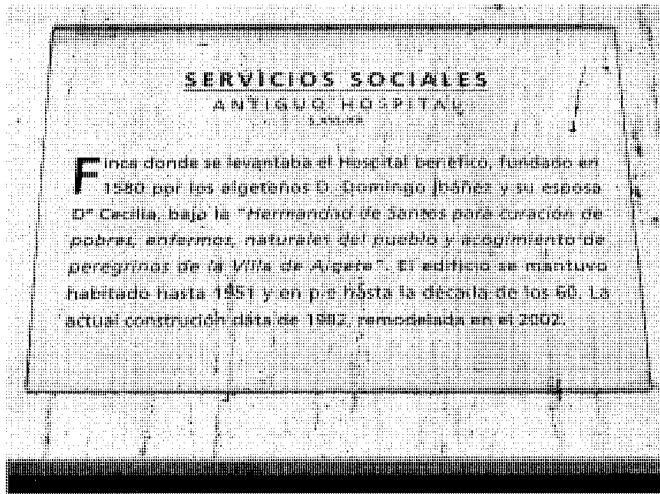 SERVICIOS SOCIALES
ANTIGUO HOSPITAL
Finca donde se levantaba el Hospital benéfico, fundado en
1580 por los algeteños D. Domingo Ibáñez y su esposa
Dª Cecilia, bajo la "Hermandad de Santos para curación de
pobres, enfermos, naturales del pueblo y acogimiento de
peregrinos de la Villa de Algete". El edificio se mantuvo
habitado hasta 1951 y en pie hasta la década de los 60. La
actual construción data de 1982, remodelada en el 2002.